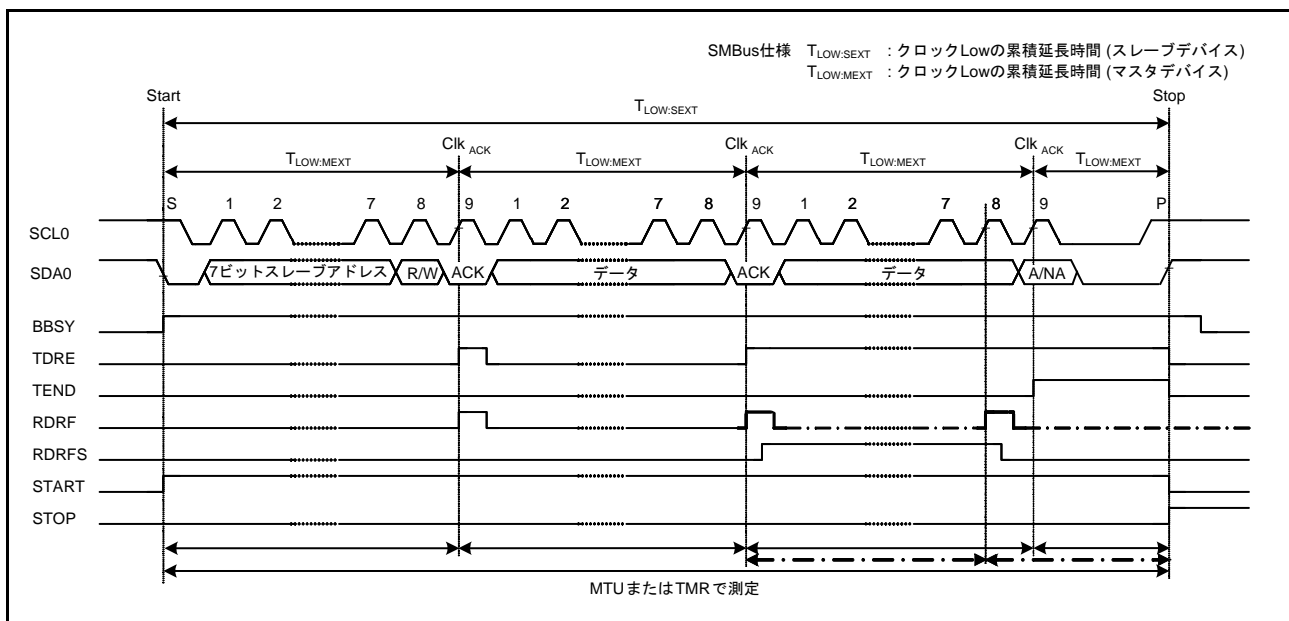 SMBus仕様 TLOW:SEXT : クロックLowの累積延長時間 (スレーブデバイス)
TLOW:MEXT : クロックLowの累積延長時間 (マスタデバイス)
Start Stop
TLOW:SEXT
ClkACK ClkACK ClkACK
TLOW:MEXT TLOW:MEXT TLOW:MEXT TLOW:MEXT
S 1 2 7 8 9 1 2 7 8 9 1 2 7 8 9 P
SCL0
SDA0 7ビットスレーブアドレス R/W ACK データ ACK データ A/NA
BBSY
TDRE
TEND
RDRF
RDRFS
START
STOP
MTUまたはTMRで測定